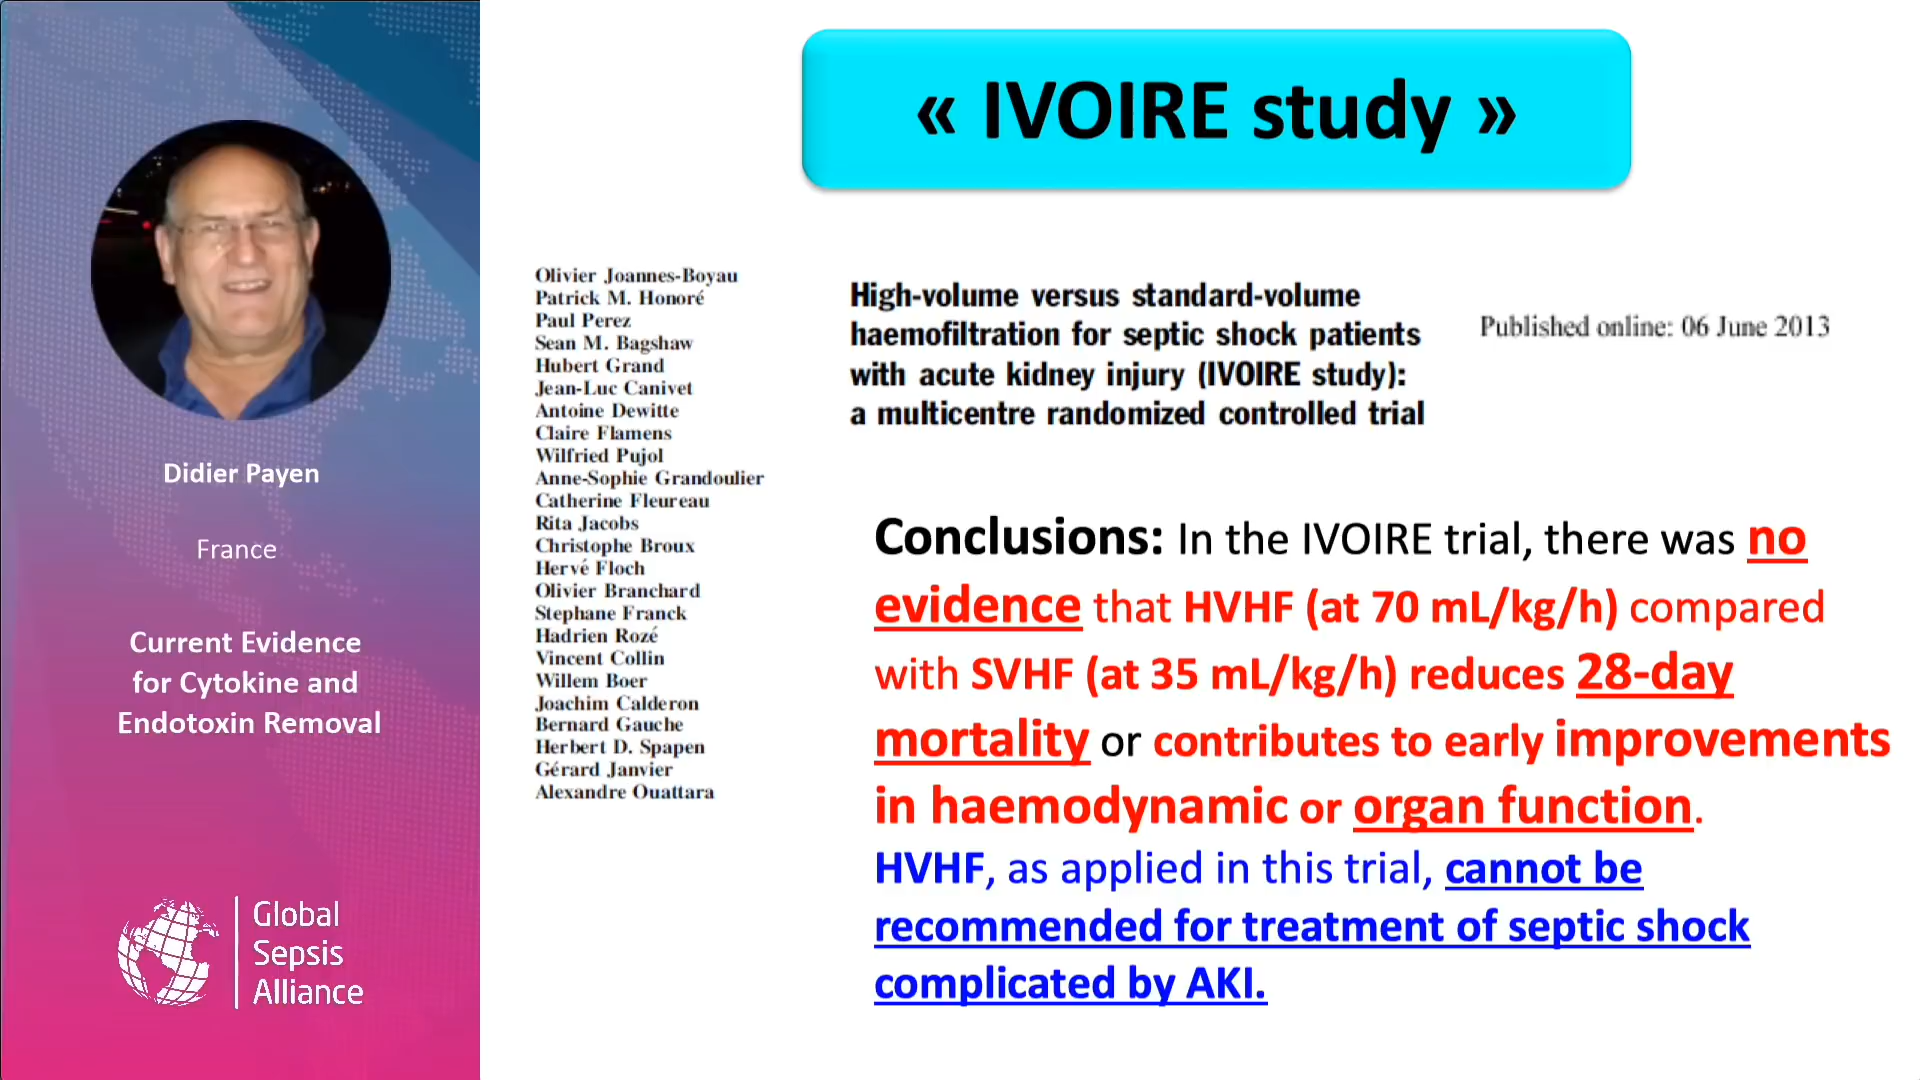 Didier Payen
France
Current Evidence
for Cytokine and
Endotoxin Removal
Global
Sepsis
Alliance
« IVOIRE study »
Olivier Joannes-Boyau
Patrick M. Honoré
Paul Perez
Sean M. Bagshaw
Hubert Grand
Jean-Luc Canivet
Antoine Dewitte
Claire Flamens
Wilfried Pujol
Anne-Sophie Grandoulier
Catherine Fleureau
Rita Jacobs
Christophe Broux
Hervé Floch
Olivier Branchard
Stephane Franck
Hadrien Rozé
Vincent Collin
Willem Boer
Joachim Calderon
Bernard Gauche
Herbert D. Spapen
Gérard Janvier
Alexandre Ouattara
High-volume versus standard-volume
haemofiltration for septic shock patients
with acute kidney injury (IVOIRE study):
a multicentre randomized controlled trial
Published online: 06 June 2013
Conclusions: In the IVOIRE trial, there was no
evidence that HVHF (at 70 mL/kg/h) compared
with SVHF (at 35 mL/kg/h) reduces 28-day
mortality or contributes to early improvements
in haemodynamic or organ function.
HVHF, as applied in this trial, cannot be
recommended for treatment of septic shock
complicated by AKI.